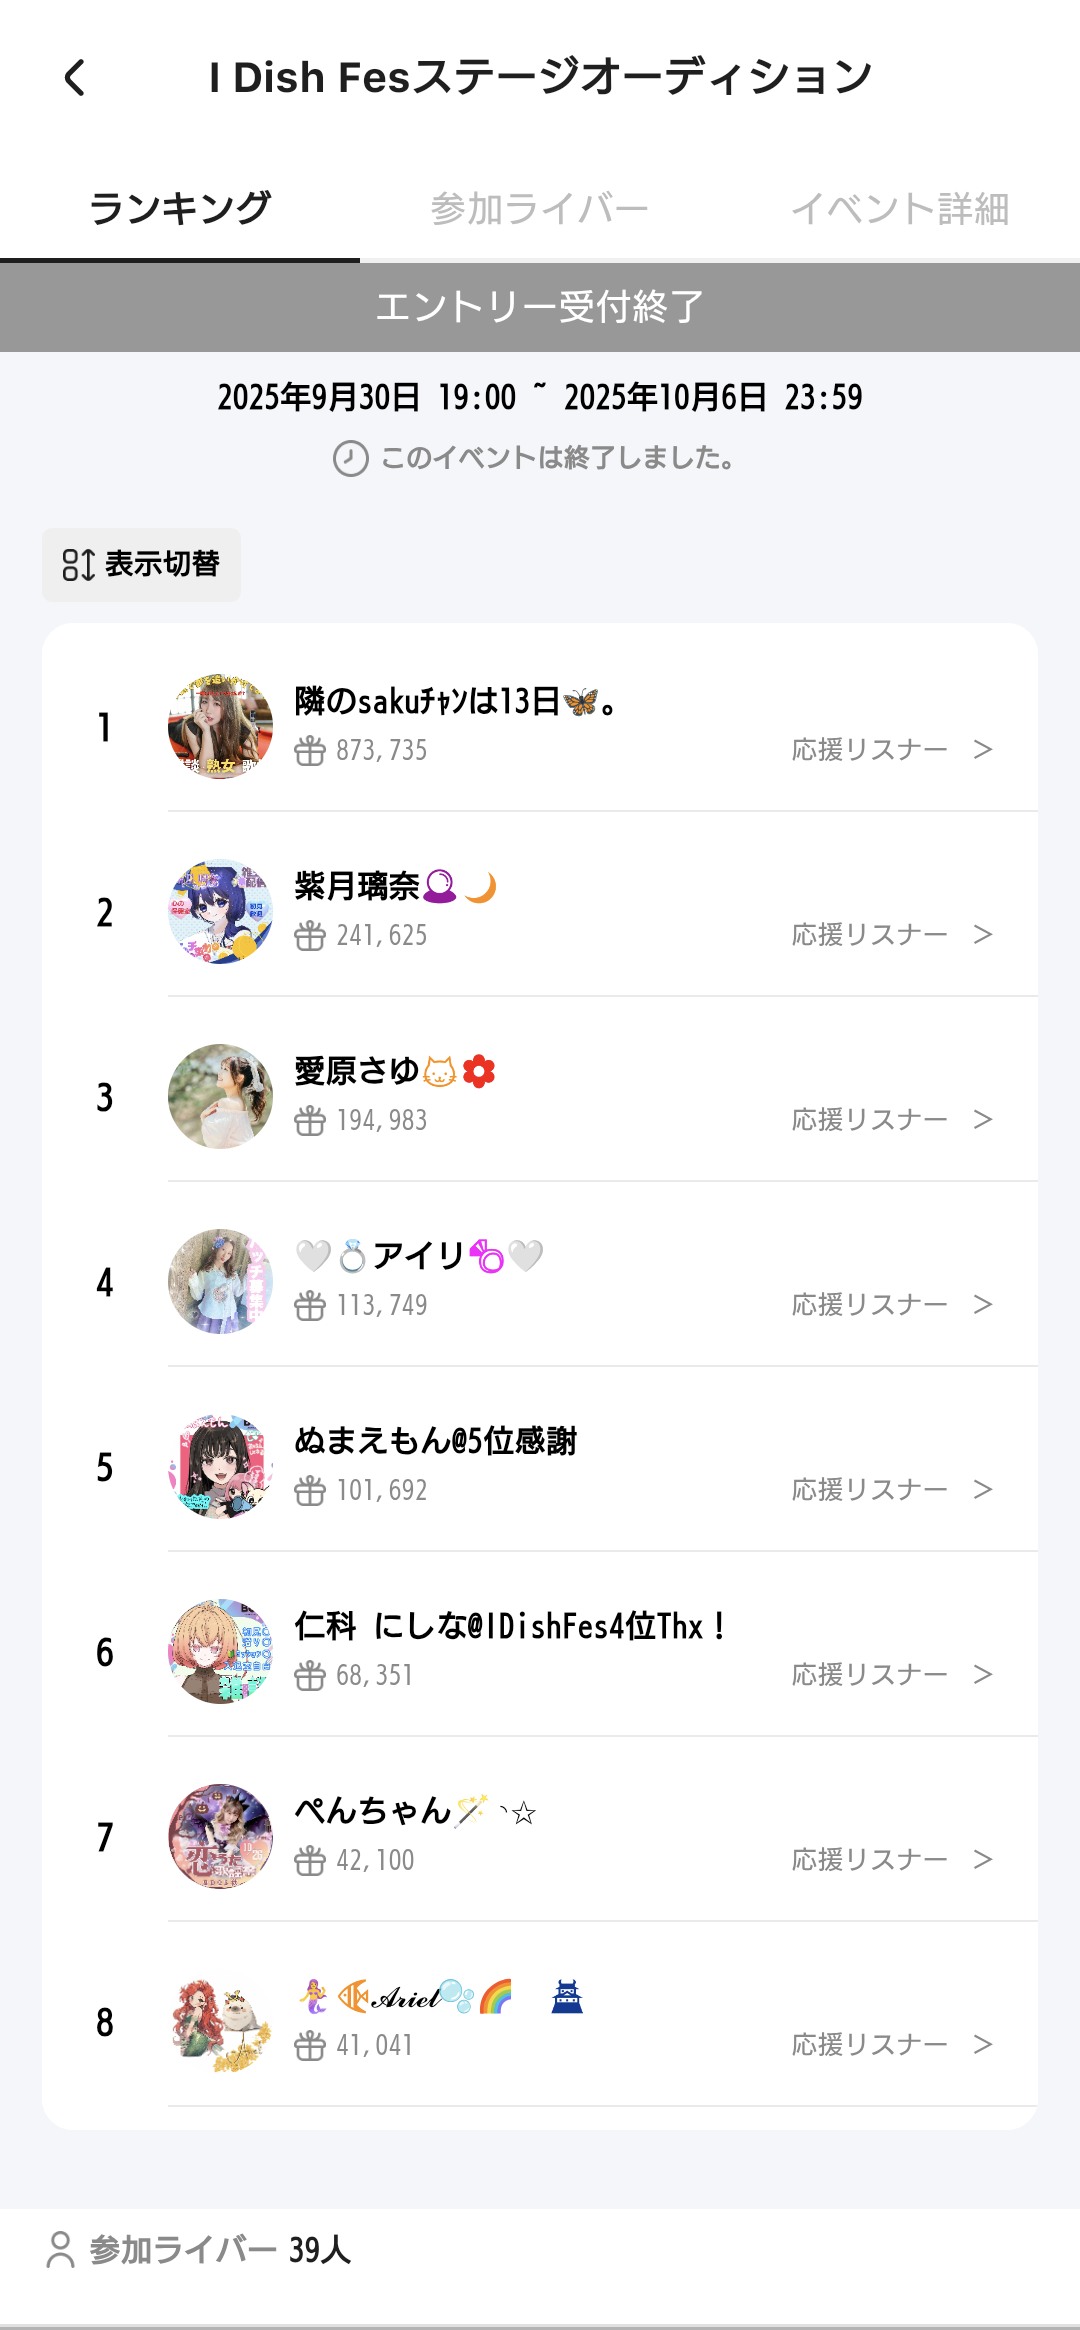 I Dish Fesステージオーディション
ランキング
参加ライバー
イベント詳細
エントリー受付終了
2025年9月30日 19:00 ~ 2025年10月6日 23:59
このイベントは終了しました。
表示切替
1
隣のsakuﾁｬﾝは13日🦋。
873,735
応援リスナー >
熟女
2
紫月璃奈🔮🌙
241,625
応援リスナー >
3
愛原さゆ🐱🌺
194,983
応援リスナー >
4
🤍💍アイリ💍🤍
113,749
応援リスナー >
5
ぬまえもん@5位感謝
101,692
応援リスナー >
6
仁科 にしな@IDishFes4位Thx！
68,351
応援リスナー >
7
ぺんちゃん🪄◝☆
42,100
応援リスナー >
8
🧜‍♀️🐠𝒜𝓇𝒾𝑒𝓁🫧🌈 🏯
41,041
応援リスナー >
参加ライバー 39人